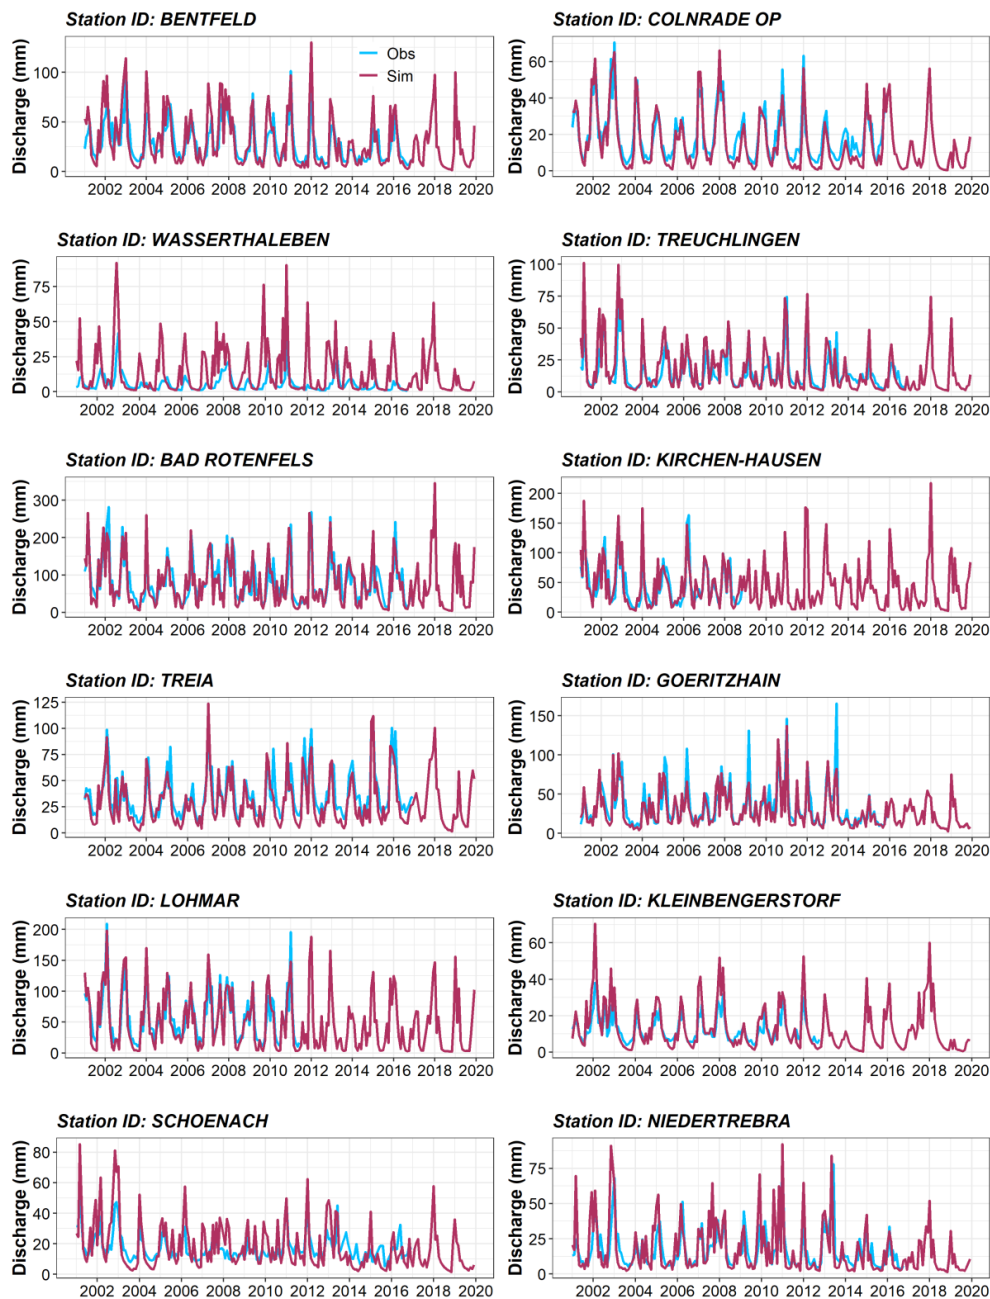 Station ID: BENTFELD
Discharge (mm)
100
50
0
Obs
Sim
2002 2004 2006 2008 2010 2012 2014 2016 2018 2020
Station ID: COLNRADE OP
Discharge (mm)
60
40
20
0
2002 2004 2006 2008 2010 2012 2014 2016 2018 2020
Station ID: WASSERTHALEBEN
Discharge (mm)
75
50
25
0
2002 2004 2006 2008 2010 2012 2014 2016 2018 2020
Station ID: TREUCHLINGEN
Discharge (mm)
100
75
50
25
0
2002 2004 2006 2008 2010 2012 2014 2016 2018 2020
Station ID: BAD ROTENFELS
Discharge (mm)
300
200
100
0
2002 2004 2006 2008 2010 2012 2014 2016 2018 2020
Station ID: KIRCHEN-HAUSEN
Discharge (mm)
200
150
100
50
0
2002 2004 2006 2008 2010 2012 2014 2016 2018 2020
Station ID: TREIA
Discharge (mm)
125
100
75
50
25
0
2002 2004 2006 2008 2010 2012 2014 2016 2018 2020
Station ID: GOERITZHAIN
Discharge (mm)
150
100
50
0
2002 2004 2006 2008 2010 2012 2014 2016 2018 2020
Station ID: LOHMAR
Discharge (mm)
200
150
100
50
0
2002 2004 2006 2008 2010 2012 2014 2016 2018 2020
Station ID: KLEINBENGERSTORF
Discharge (mm)
60
40
20
0
2002 2004 2006 2008 2010 2012 2014 2016 2018 2020
Station ID: SCHOENACH
Discharge (mm)
80
60
40
20
0
2002 2004 2006 2008 2010 2012 2014 2016 2018 2020
Station ID: NIEDERTREBRA
Discharge (mm)
75
50
25
0
2002 2004 2006 2008 2010 2012 2014 2016 2018 2020